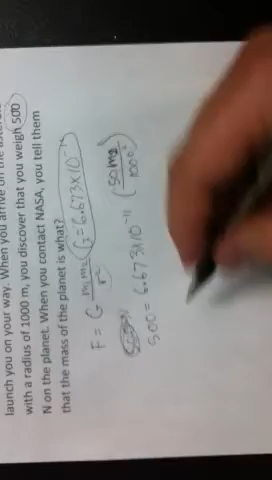 launch you on your way. When you arrive on the
with a radius of 1000 m, you discover that you weigh 500
N on the planet. When you contact NASA, you tell them
that the mass of the planet is what?
F = G m₁m₂/r² G = 6.673×10⁻¹¹
500 = 6.673×10⁻¹¹ (50m₂/1000²)